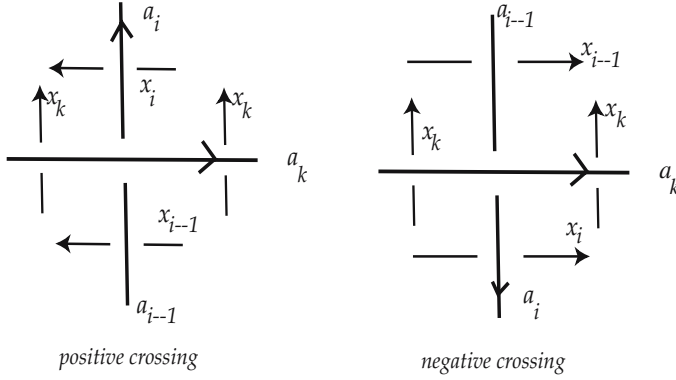 a_i
x_i
x_k
x_k
a_k
x_{i--1}
a_{i--1}
positive crossing
a_{i--1}
x_{i--1}
x_k
x_k
a_k
x_i
a_i
negative crossing